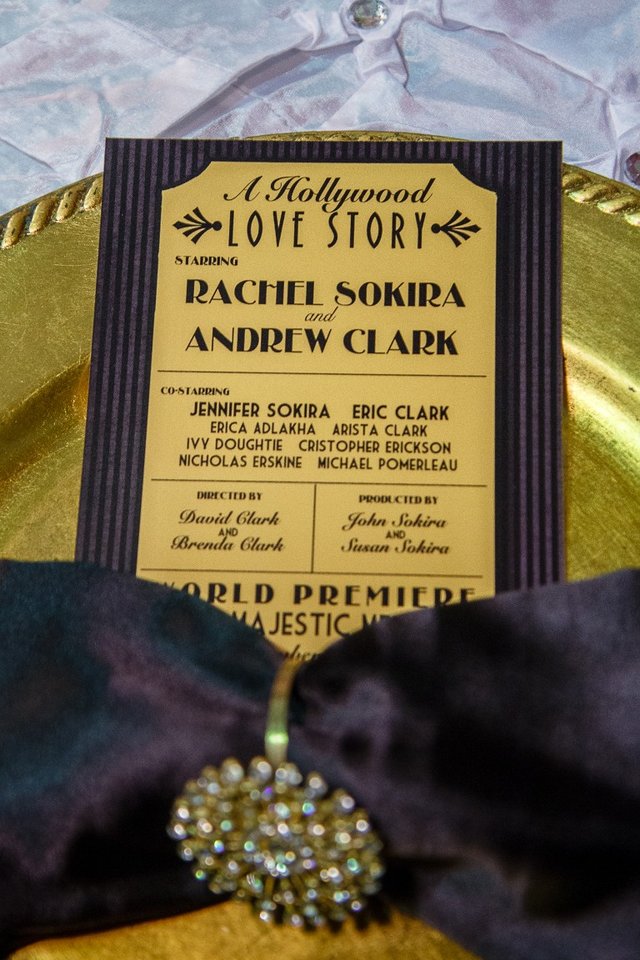 A Hollywood
LOVE STORY
STARRING
RACHEL SOKIRA
and
ANDREW CLARK
CO-STARRING
JENNIFER SOKIRA ERIC CLARK
ERICA ADLAKHA ARISTA CLARK
IVY DOUGHTIE CRISTOPHER ERICKSON
NICHOLAS ERSKINE MICHAEL POMERLEAU
DIRECTED BY
David Clark
AND
Brenda Clark
PRODUCED BY
John Sokira
AND
Susan Sokira
WORLD PREMIERE
MAJESTIC